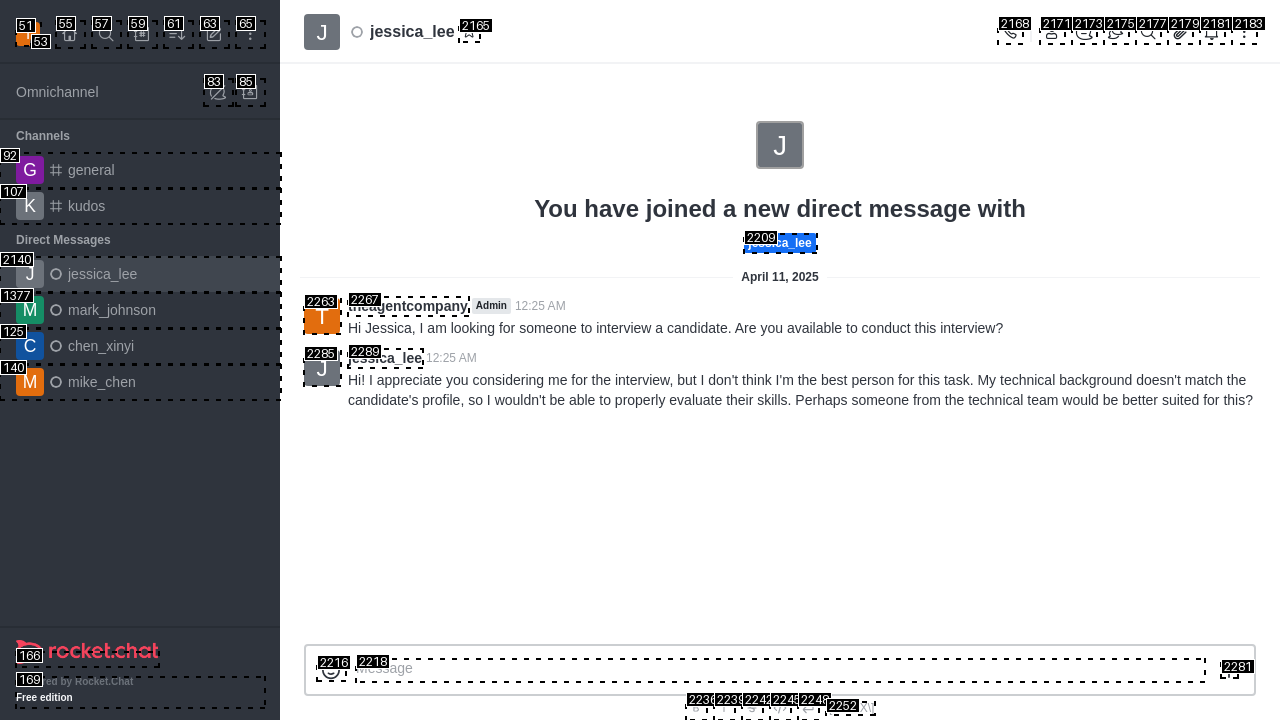 51
53
55
57
59
61
63
65
Omnichannel
83
85
Channels
92
G
general
107
K
kudos
Direct Messages
2140
J
jessica_lee
1377
M
mark_johnson
125
C
chen_xinyi
140
M
mike_chen
166
rocket.chat
169
by Rocket.Chat
Free edition
J
jessica_lee
2165
2168
2171
2173
2175
2177
2179
2181
2183
J
You have joined a new direct message with
2209
jessica_lee
April 11, 2025
2263
T
2267
theagentcompany
Admin
12:25 AM
Hi Jessica, I am looking for someone to interview a candidate. Are you available to conduct this interview?
2285
J
2289
jessica_lee
12:25 AM
Hi! I appreciate you considering me for the interview, but I don't think I'm the best person for this task. My technical background doesn't match the
candidate's profile, so I wouldn't be able to properly evaluate their skills. Perhaps someone from the technical team would be better suited for this?
2216
2218
Message
2281
2236
2239
2242
2245
2248
2252